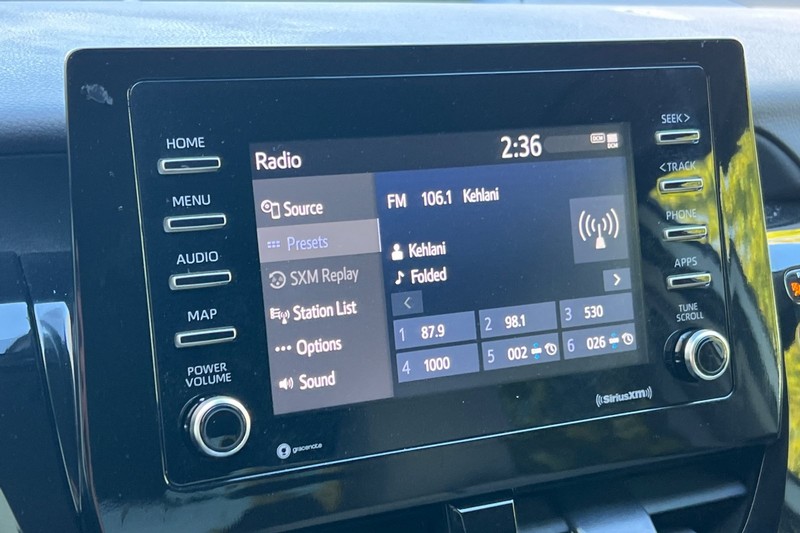 HOME
MENU
AUDIO
MAP
POWER
VOLUME
Radio
2:36
DCM
DCM
Source
Presets
SXM Replay
Station List
Options
Sound
FM 106.1 Kehlani
Kehlani
Folded
<
>
1 87.9
2 98.1
3 530
4 1000
5 002
6 026
SEEK >
< TRACK
PHONE
APPS
TUNE
SCROLL
gracenote
((SiriusXM))